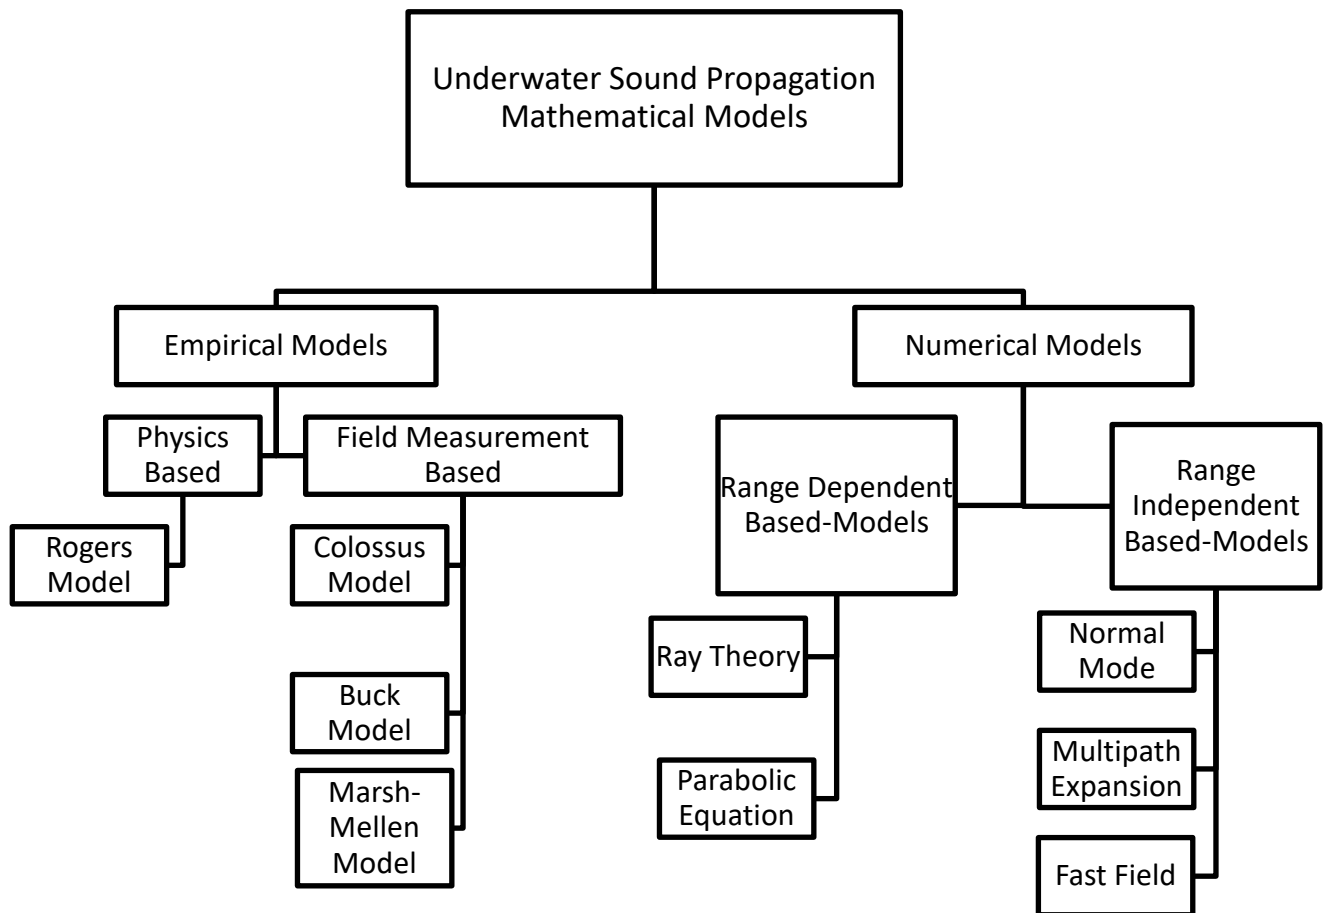 Underwater Sound Propagation
Mathematical Models
Empirical Models
Numerical Models
Physics
Based
Field Measurement
Based
Range Dependent
Based-Models
Range
Independent
Based-Models
Rogers
Model
Colossus
Model
Buck
Model
Marsh-
Mellen
Model
Ray Theory
Parabolic
Equation
Normal
Mode
Multipath
Expansion
Fast Field